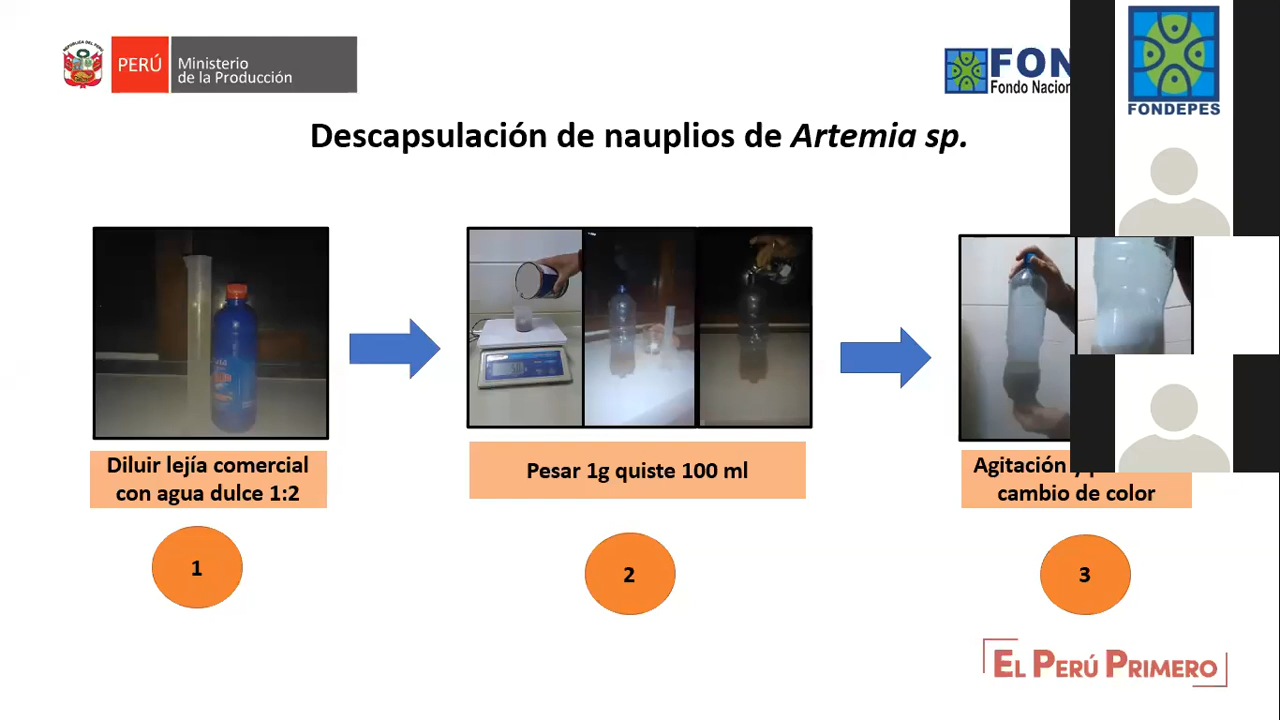 PERÚ
Ministerio
de la Producción
FON
Fondo Nacion
FONDEPES
Descapsulación de nauplios de Artemia sp.
Diluir lejía comercial
con agua dulce 1:2
Pesar 1g quiste 100 ml
Agitación
cambio de color
1
2
3
EL PERÚ PRIMERO